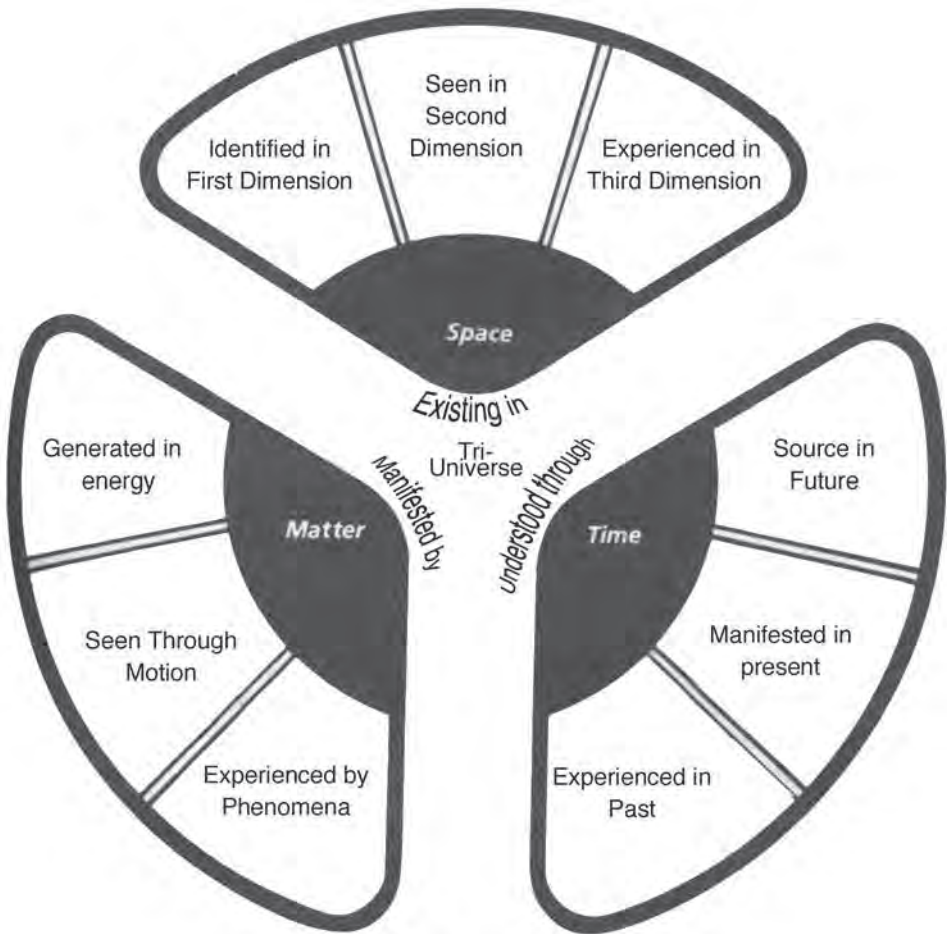 Identified in
First Dimension
Seen in
Second
Dimension
Experienced in
Third Dimension
Space
Existing in
Tri-
Universe
Manifested by
Understood through
Generated in
energy
Matter
Seen Through
Motion
Experienced by
Phenomena
Time
Source in
Future
Manifested in
present
Experienced in
Past